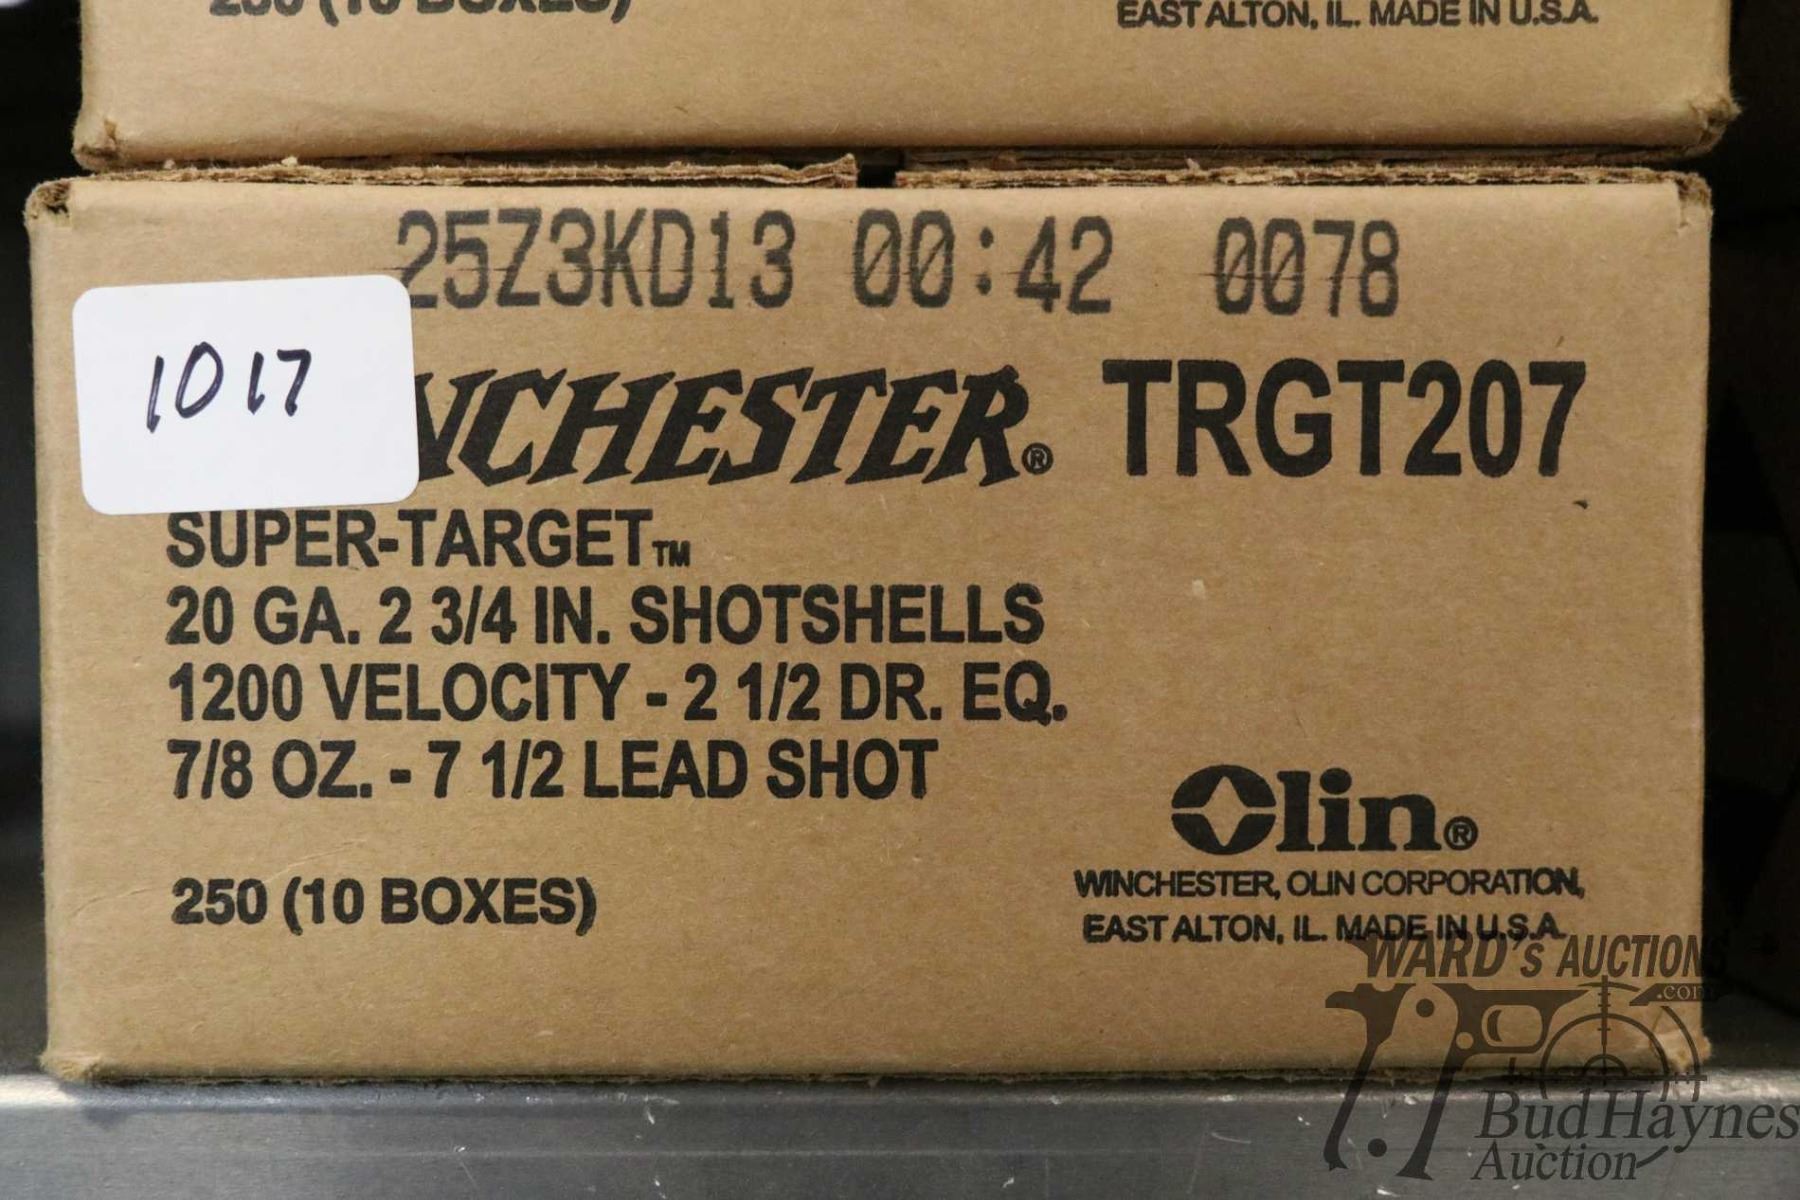 250 (10 BOXES)
EAST ALTON, IL. MADE IN U.S.A.
25Z3KD13 00:42 0078
1017
NCHESTER® TRGT207
SUPER-TARGET™
20 GA. 2 3/4 IN. SHOTSHELLS
1200 VELOCITY - 2 1/2 DR. EQ.
7/8 OZ. - 7 1/2 LEAD SHOT
250 (10 BOXES)
Olin®
WINCHESTER, OLIN CORPORATION,
EAST ALTON, IL. MADE IN U.S.A.
WARD's AUCTIONS
.com
Bud Haynes
Auction